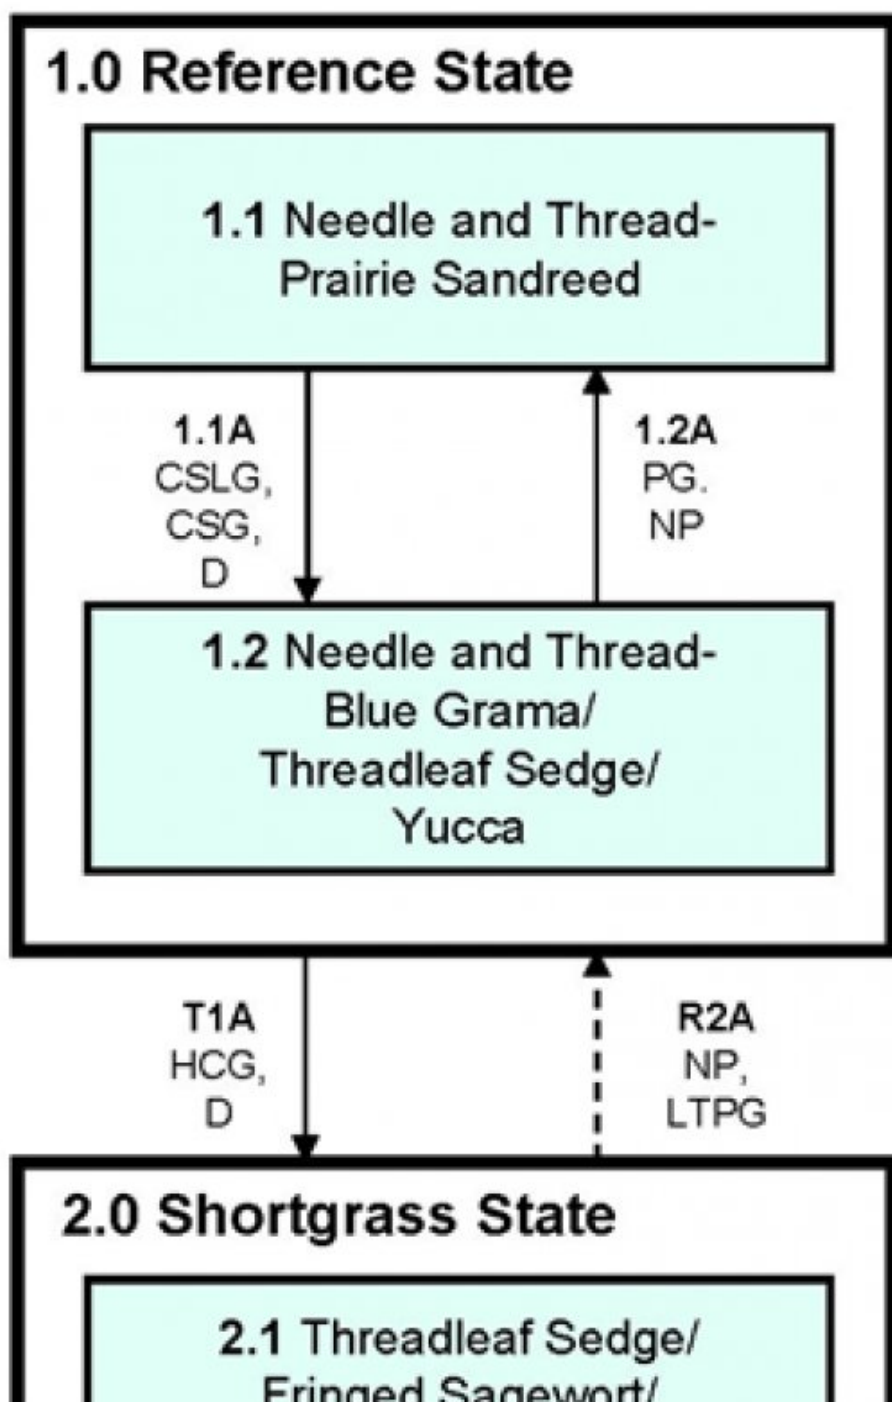 1.0 Reference State
1.1 Needle and Thread-
Prairie Sandreed
1.1A
CSLG,
CSG,
D
1.2A
PG.
NP
1.2 Needle and Thread-
Blue Grama/
Threadleaf Sedge/
Yucca
T1A
HCG,
D
R2A
NP,
LTPG
2.0 Shortgrass State
2.1 Threadleaf Sedge/
Fringed Sagewort/